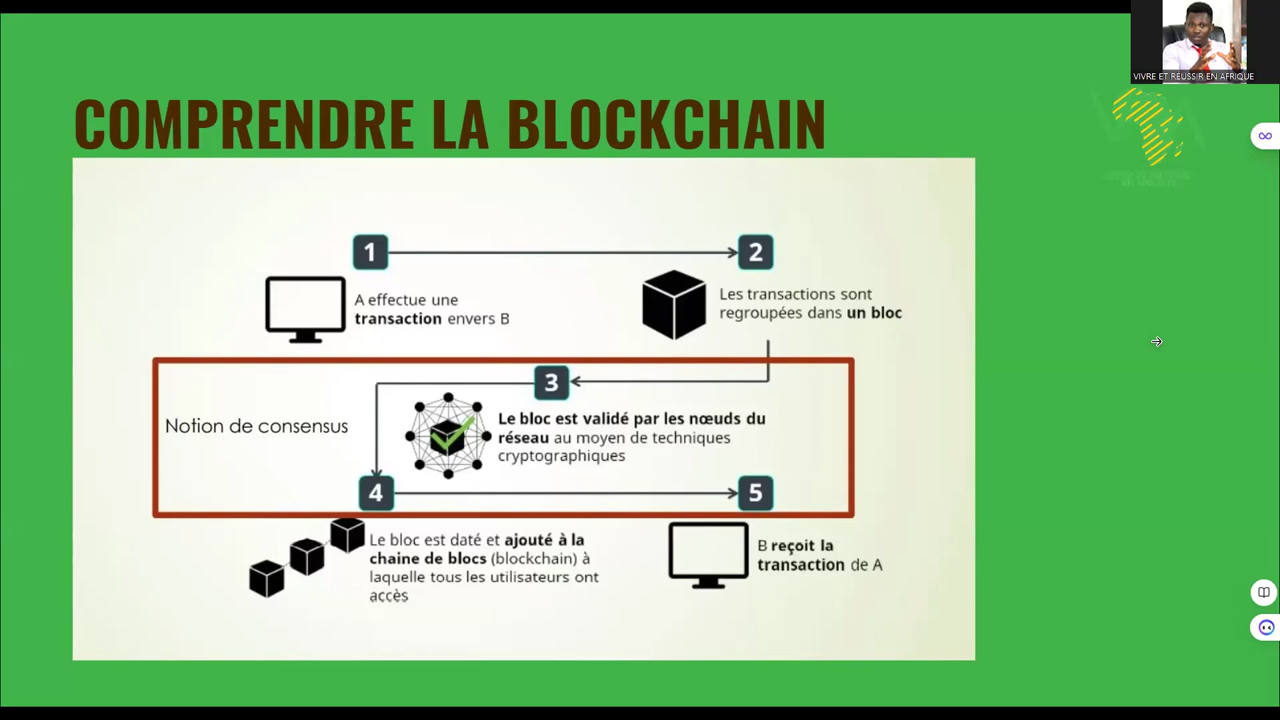 VIVRE ET RÉUSSIR EN AFRIQUE
COMPRENDRE LA BLOCKCHAIN
1
2
A effectue une
transaction envers B
Les transactions sont
regroupées dans un bloc
3
Notion de consensus
Le bloc est validé par les nœuds du
réseau au moyen de techniques
cryptographiques
4
5
Le bloc est daté et ajouté à la
chaine de blocs (blockchain) à
laquelle tous les utilisateurs ont
accès
B reçoit la
transaction de A